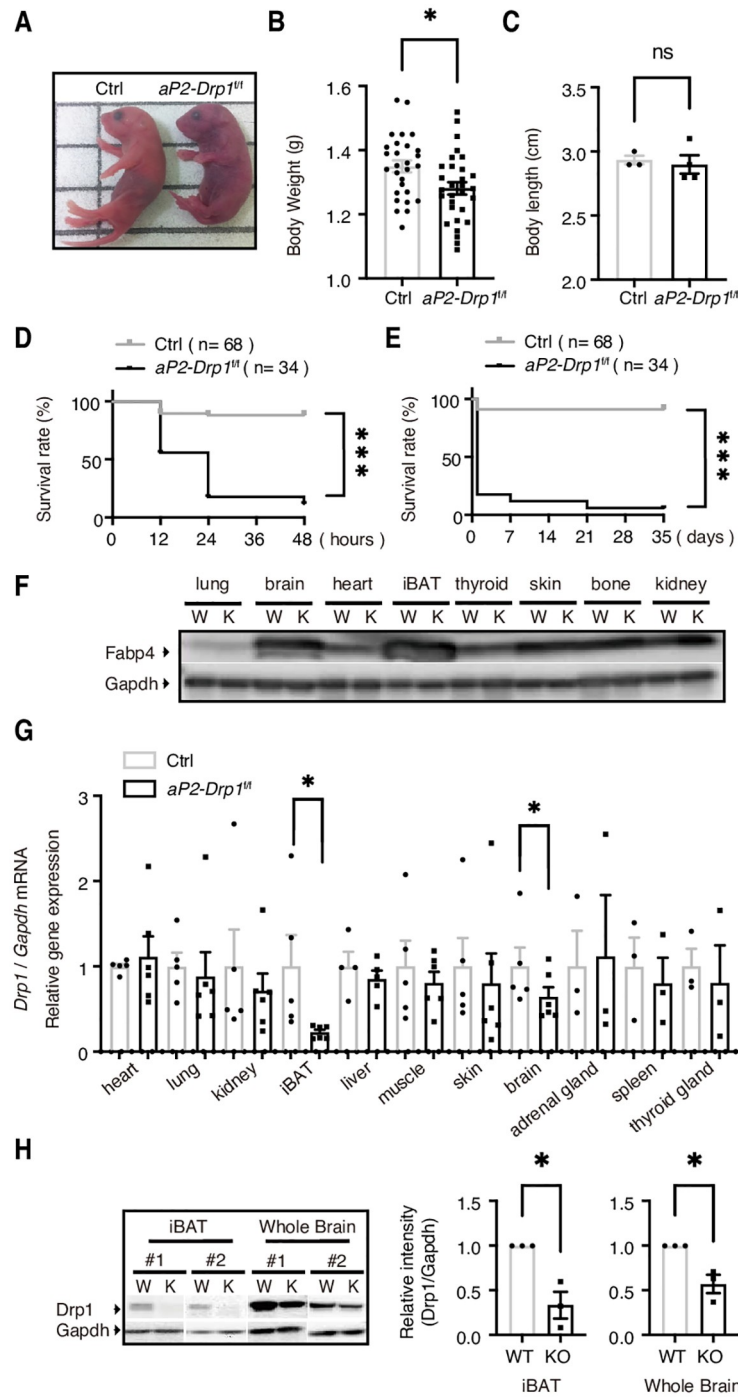 A
Ctrl aP2-Drp1f/f
B
*
Body Weight (g)
1.6
1.4
1.2
1.0
Ctrl aP2-Drp1f/f
C
ns
Body length (cm)
3.5
3.0
2.5
2.0
Ctrl aP2-Drp1f/f
D
Ctrl ( n= 68 )
aP2-Drp1f/f ( n= 34 )
Survival rate (%)
100
50
0
0 12 24 36 48 ( hours )
***
E
Ctrl ( n= 68 )
aP2-Drp1f/f ( n= 34 )
Survival rate (%)
100
50
0
0 7 14 21 28 35 ( days )
***
F
lung brain heart iBAT thyroid skin bone kidney
W K W K W K W K W K W K W K W K
Fabp4
Gapdh
G
Ctrl
aP2-Drp1f/f
Drp1 / Gapdh mRNA
Relative gene expression
3
2
1
0
* *
heart lung kidney iBAT liver muscle skin brain adrenal gland spleen thyroid gland
H
iBAT Whole Brain
#1 #2 #1 #2
W K W K W K W K
Drp1
Gapdh
Relative intensity
(Drp1/Gapdh)
*
1.5
1.0
0.5
0.0
WT KO
iBAT
*
1.5
1.0
0.5
0.0
WT KO
Whole Brain